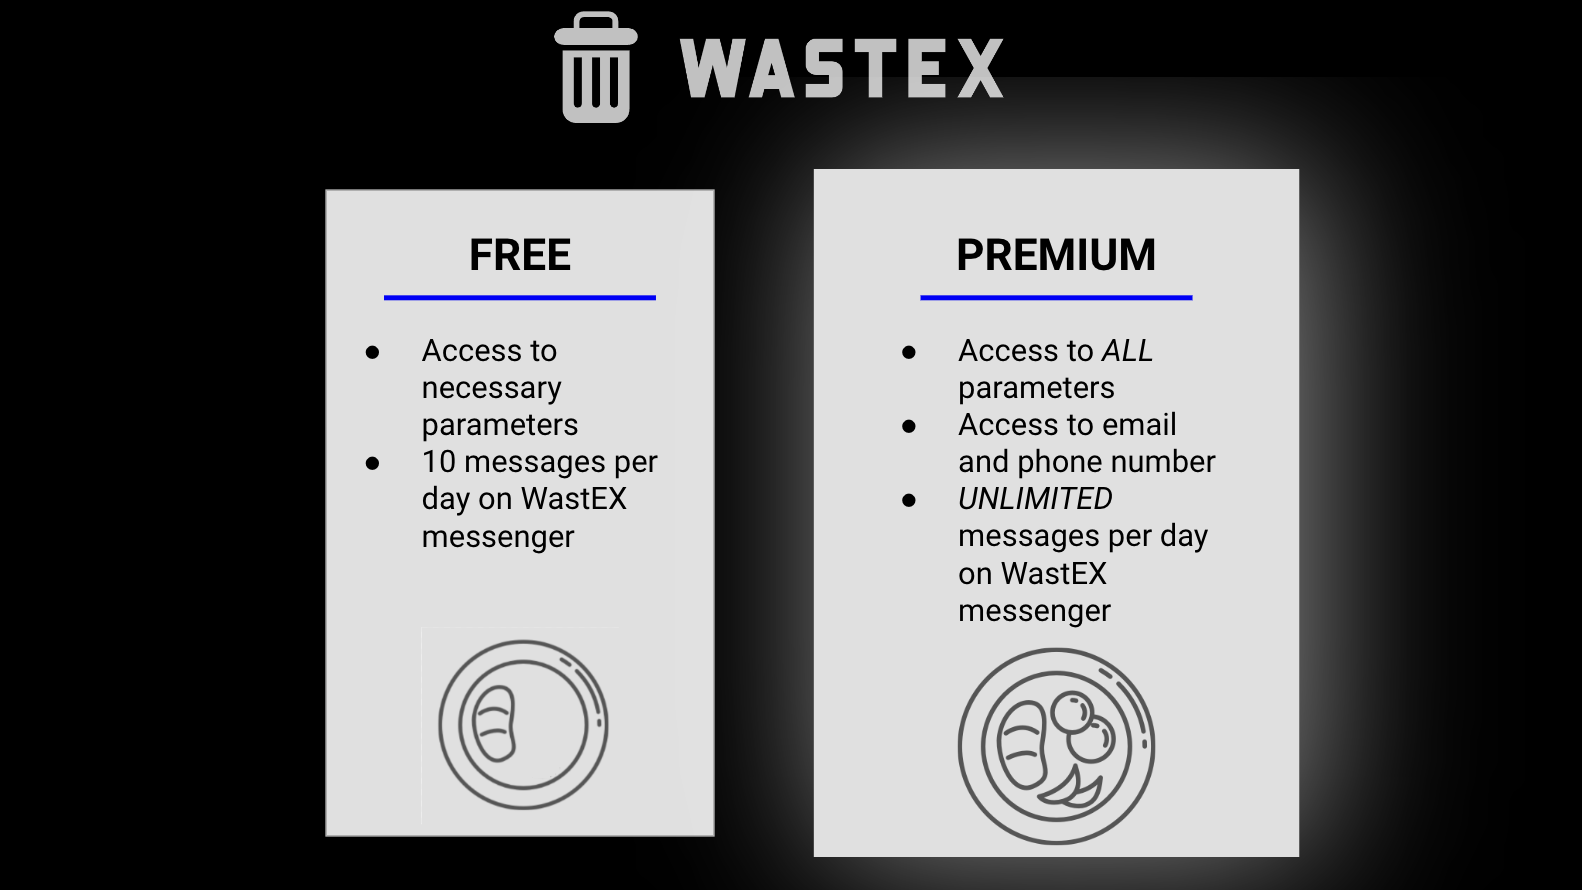 WASTEX
FREE
● Access to
necessary
parameters
● 10 messages per
day on WastEX
messenger
PREMIUM
● Access to ALL
parameters
● Access to email
and phone number
● UNLIMITED
messages per day
on WastEX
messenger